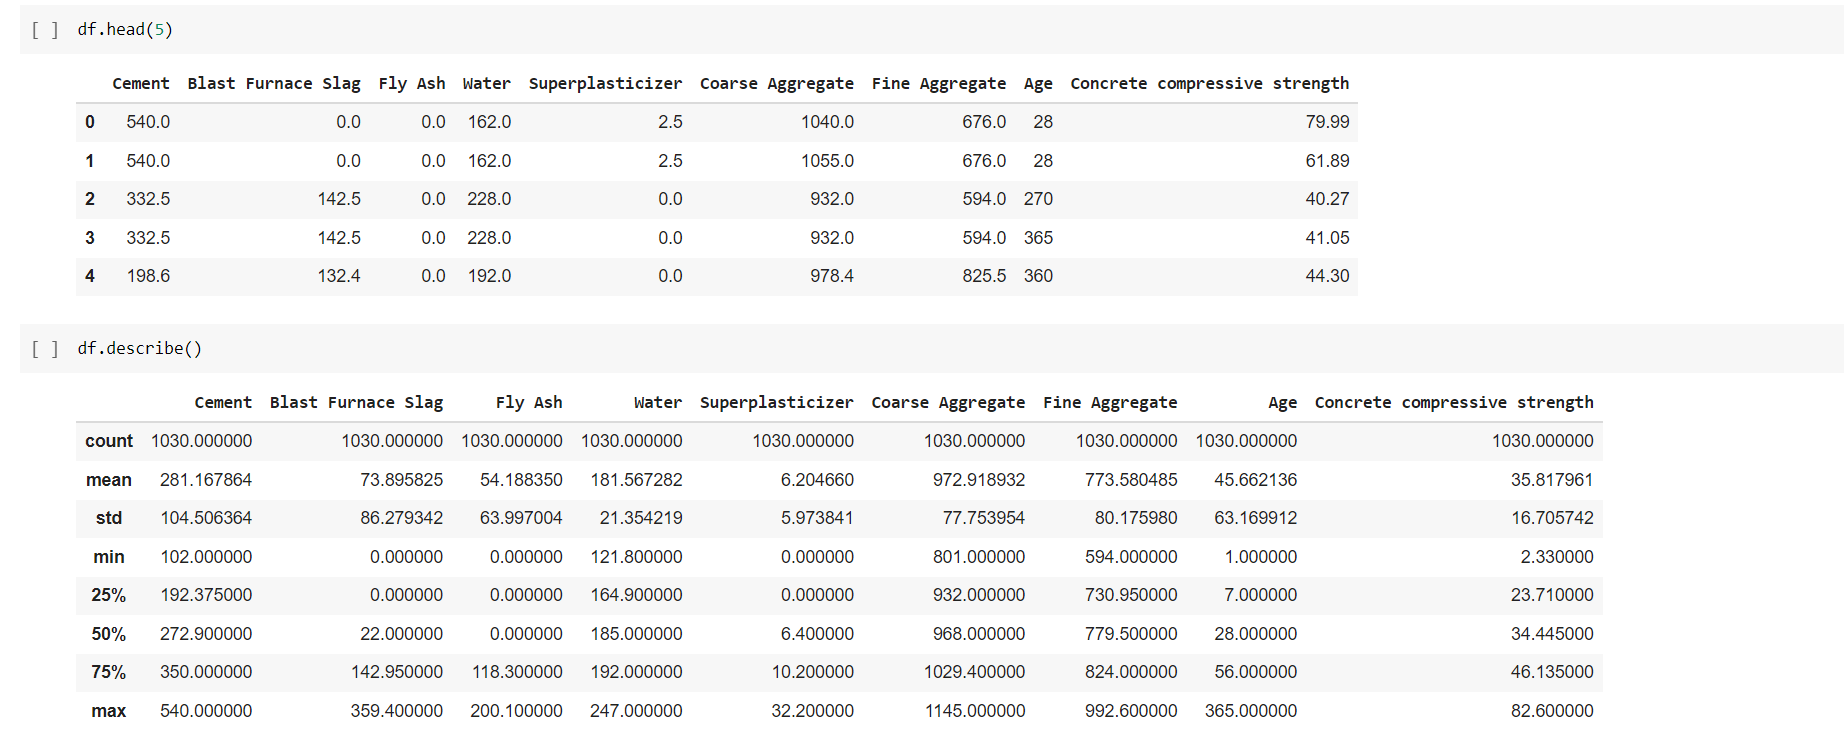 [ ] df.head(5)
Cement Blast Furnace Slag Fly Ash Water Superplasticizer Coarse Aggregate Fine Aggregate Age Concrete compressive strength
0 540.0 0.0 0.0 162.0 2.5 1040.0 676.0 28 79.99
1 540.0 0.0 0.0 162.0 2.5 1055.0 676.0 28 61.89
2 332.5 142.5 0.0 228.0 0.0 932.0 594.0 270 40.27
3 332.5 142.5 0.0 228.0 0.0 932.0 594.0 365 41.05
4 198.6 132.4 0.0 192.0 0.0 978.4 825.5 360 44.30
[ ] df.describe()
Cement Blast Furnace Slag Fly Ash Water Superplasticizer Coarse Aggregate Fine Aggregate Age Concrete compressive strength
count 1030.000000 1030.000000 1030.000000 1030.000000 1030.000000 1030.000000 1030.000000 1030.000000 1030.000000
mean 281.167864 73.895825 54.188350 181.567282 6.204660 972.918932 773.580485 45.662136 35.817961
std 104.506364 86.279342 63.997004 21.354219 5.973841 77.753954 80.175980 63.169912 16.705742
min 102.000000 0.000000 0.000000 121.800000 0.000000 801.000000 594.000000 1.000000 2.330000
25% 192.375000 0.000000 0.000000 164.900000 0.000000 932.000000 730.950000 7.000000 23.710000
50% 272.900000 22.000000 0.000000 185.000000 6.400000 968.000000 779.500000 28.000000 34.445000
75% 350.000000 142.950000 118.300000 192.000000 10.200000 1029.400000 824.000000 56.000000 46.135000
max 540.000000 359.400000 200.100000 247.000000 32.200000 1145.000000 992.600000 365.000000 82.600000